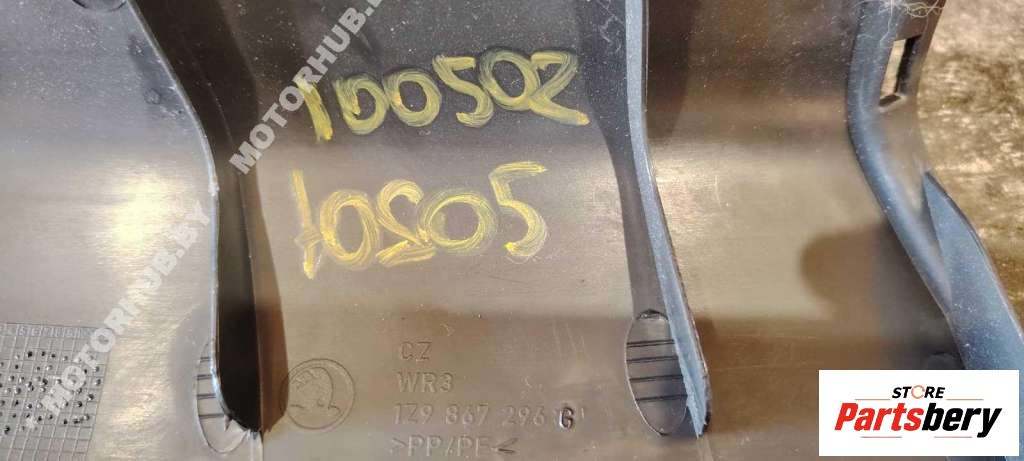 100502
10205
CZ
WR3
1Z9 867 296 G
>PP/PE<
MOTORHUB.BY
MOTORHUB.BY
STORE
Partsbery